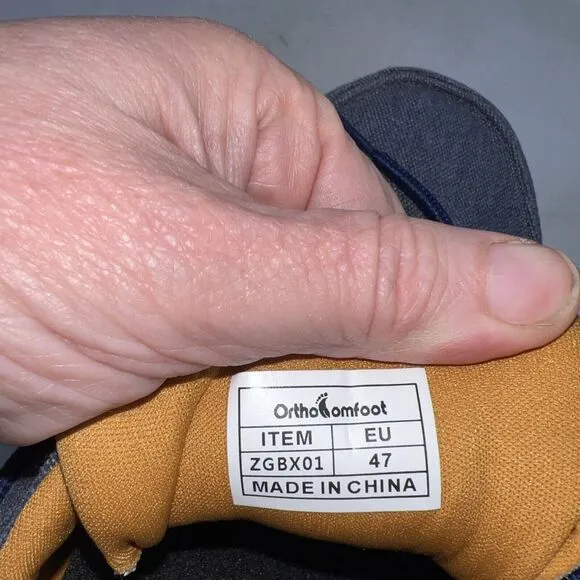 OrthoComfoot
ITEM EU
ZGBX01 47
MADE IN CHINA